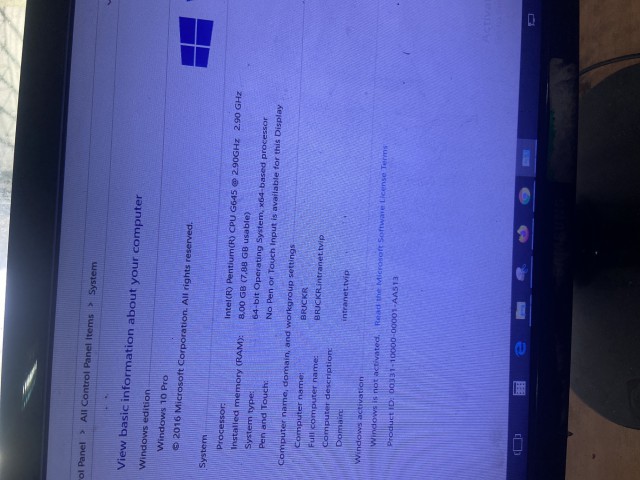 ol Panel > All Control Panel Items > System
View basic information about your computer
Windows edition
Windows 10 Pro
© 2016 Microsoft Corporation. All rights reserved.
System
Processor: Intel(R) Pentium(R) CPU G645 @ 2.90GHz 2.90 GHz
Installed memory (RAM): 8,00 GB (7,88 GB usable)
System type: 64-bit Operating System, x64-based processor
Pen and Touch: No Pen or Touch Input is available for this Display
Computer name, domain, and workgroup settings
Computer name: BRJCKR
Full computer name: BRJCKR.intranet.tvip
Computer description:
Domain: intranet.tvip
Windows activation
Windows is not activated. Read the Microsoft Software License Terms
Product ID: 00331-10000-00001-AA513